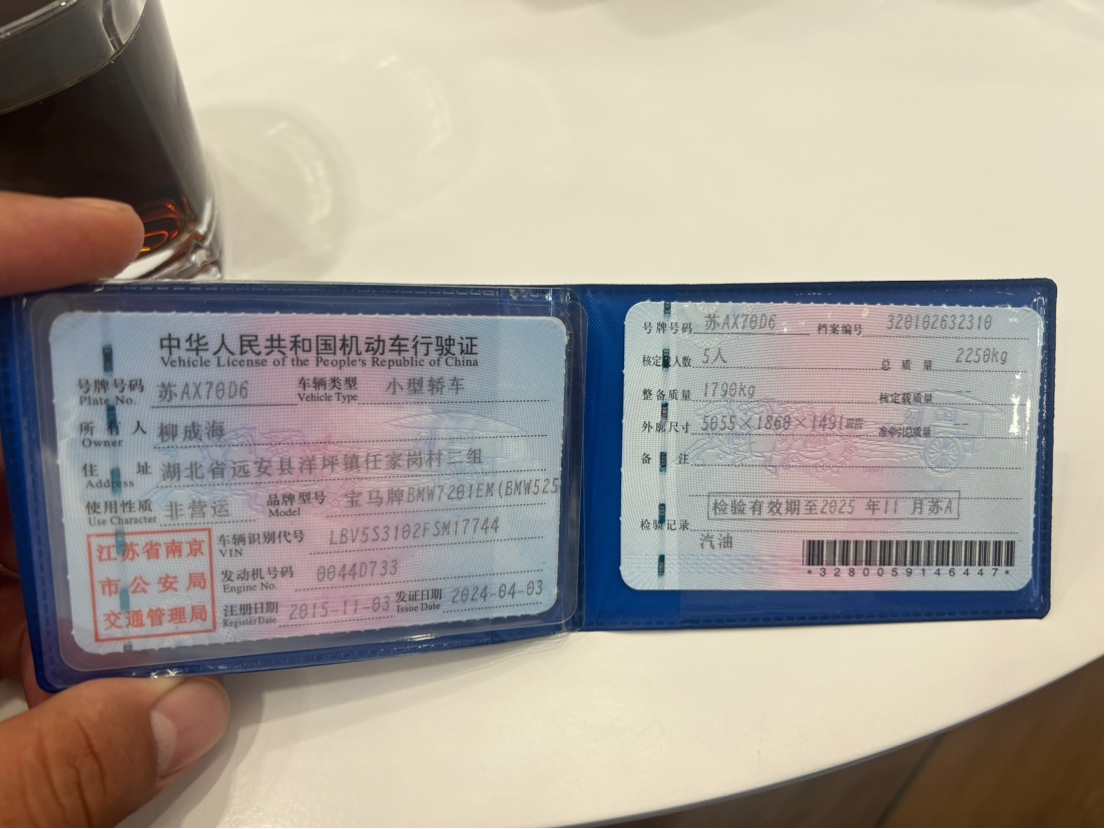 中华人民共和国机动车行驶证
Vehicle License of the People's Republic of China
号牌号码 苏AX70D6 车辆类型 小型轿车
Plate No. Vehicle Type
所有人 柳成海
Owner
住址 湖北省远安县洋坪镇任家岗村三组
Address
使用性质 非营运 品牌型号 宝马牌BMW7201EM(BMW525
Use Character Model
江苏省南京市公安局交通管理局
车辆识别代号 LBV5S3102FSM17744
VIN
发动机号码 0044D733
Engine No.
注册日期 2015-11-03 发证日期 2024-04-03
Register Date Issue Date
号牌号码 苏AX70D6 档案编号 320102632310
核定载人数 5人 总质量 2250kg
整备质量 1790kg 核定载质量 --
外廓尺寸 5055×1868×1491 准牵引总质量 --
备注
检验有效期至2025年11月苏A
检验记录
汽油
*3280059146447*